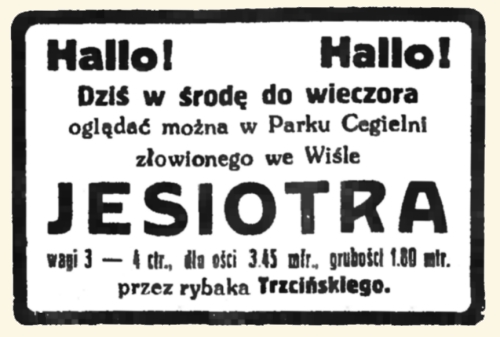 Hallo! Hallo!
Dziś w środę do wieczora
oglądać można w Parku Cegielni
złowionego we Wiśle
JESIOTRA
wagi 3 — 4 ctr., dłu ości 3.45 mtr., grubości 1.80 mtr.
przez rybaka Trzcińskiego.